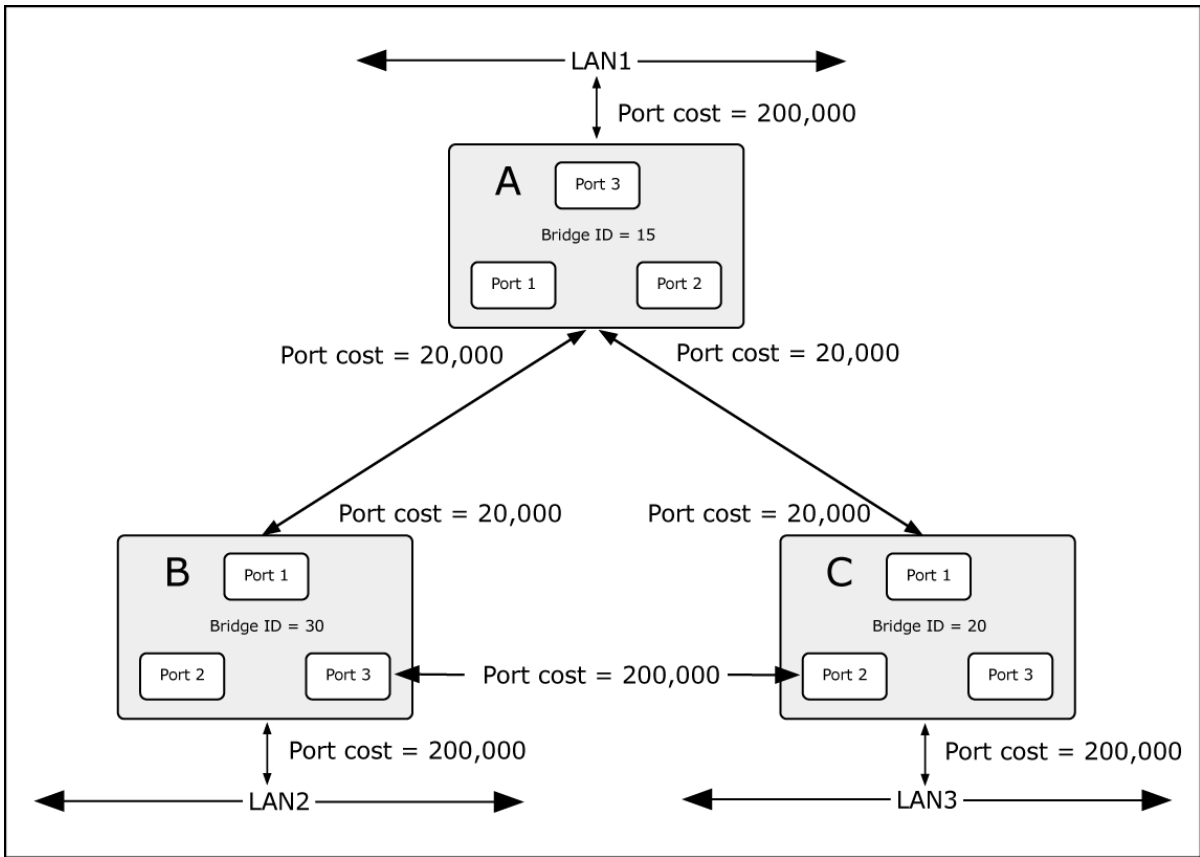 LAN1
Port cost = 200,000
A
Port 3
Bridge ID = 15
Port 1
Port 2
Port cost = 20,000
Port cost = 20,000
Port cost = 20,000
Port cost = 20,000
B
Port 1
Bridge ID = 30
Port 2
Port 3
C
Port 1
Bridge ID = 20
Port 2
Port 3
Port cost = 200,000
Port cost = 200,000
LAN2
Port cost = 200,000
LAN3